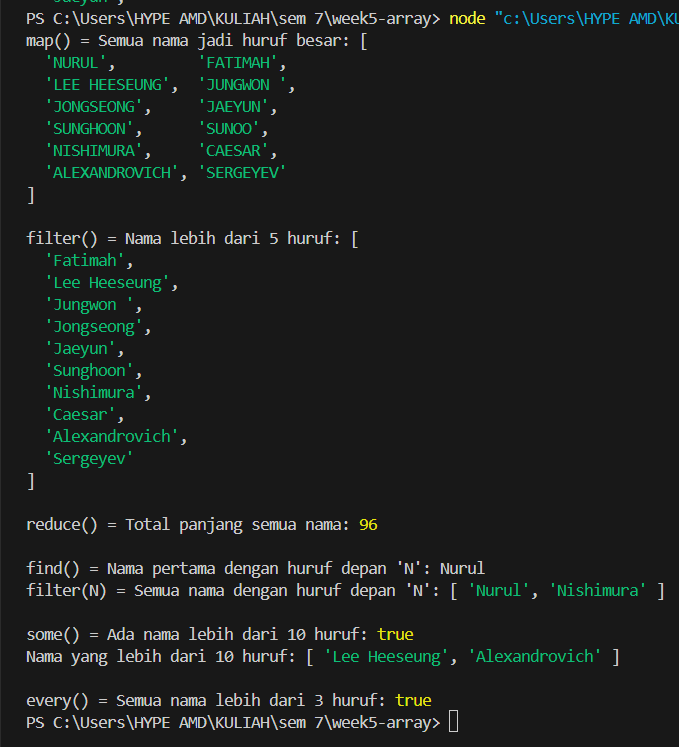 PS C:\Users\HYPE AMD\KULIAH\sem 7\week5-array> node "c:\Users\HYPE AMD\KU
map() = Semua nama jadi huruf besar: [
  'NURUL',        'FATIMAH',
  'LEE HEESEUNG', 'JUNGWON ',
  'JONGSEONG',    'JAEYUN',
  'SUNGHOON',     'SUNOO',
  'NISHIMURA',    'CAESAR',
  'ALEXANDROVICH', 'SERGEYEV'
]
filter() = Nama lebih dari 5 huruf: [
  'Fatimah',
  'Lee Heeseung',
  'Jungwon ',
  'Jongseong',
  'Jaeyun',
  'Sunghoon',
  'Nishimura',
  'Caesar',
  'Alexandrovich',
  'Sergeyev'
]
reduce() = Total panjang semua nama: 96
find() = Nama pertama dengan huruf depan 'N': Nurul
filter(N) = Semua nama dengan huruf depan 'N': [ 'Nurul', 'Nishimura' ]
some() = Ada nama lebih dari 10 huruf: true
Nama yang lebih dari 10 huruf: [ 'Lee Heeseung', 'Alexandrovich' ]
every() = Semua nama lebih dari 3 huruf: true
PS C:\Users\HYPE AMD\KULIAH\sem 7\week5-array>